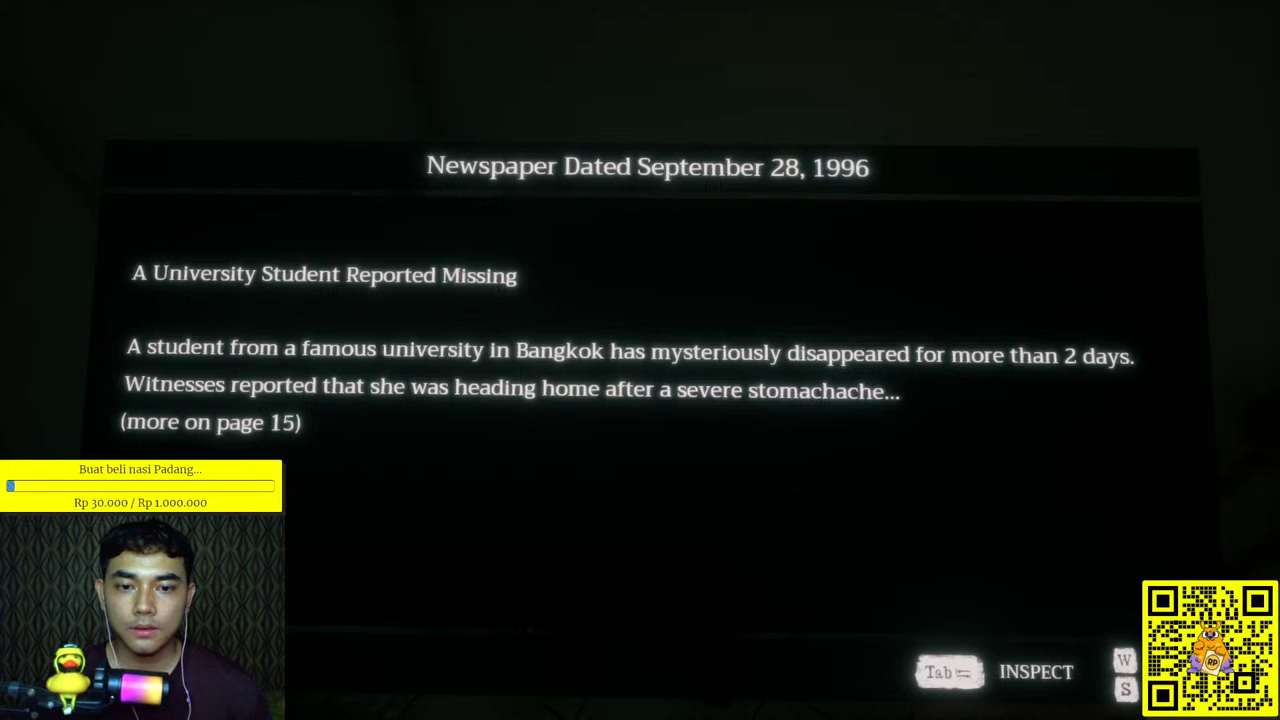 Newspaper Dated September 28, 1996
A University Student Reported Missing
A student from a famous university in Bangkok has mysteriously disappeared for more than 2 days.
Witnesses reported that she was heading home after a severe stomachache...
(more on page 15)
Buat beli nasi Padang...
Rp 30.000 / Rp 1.000.000
Tab INSPECT
W
S
RP